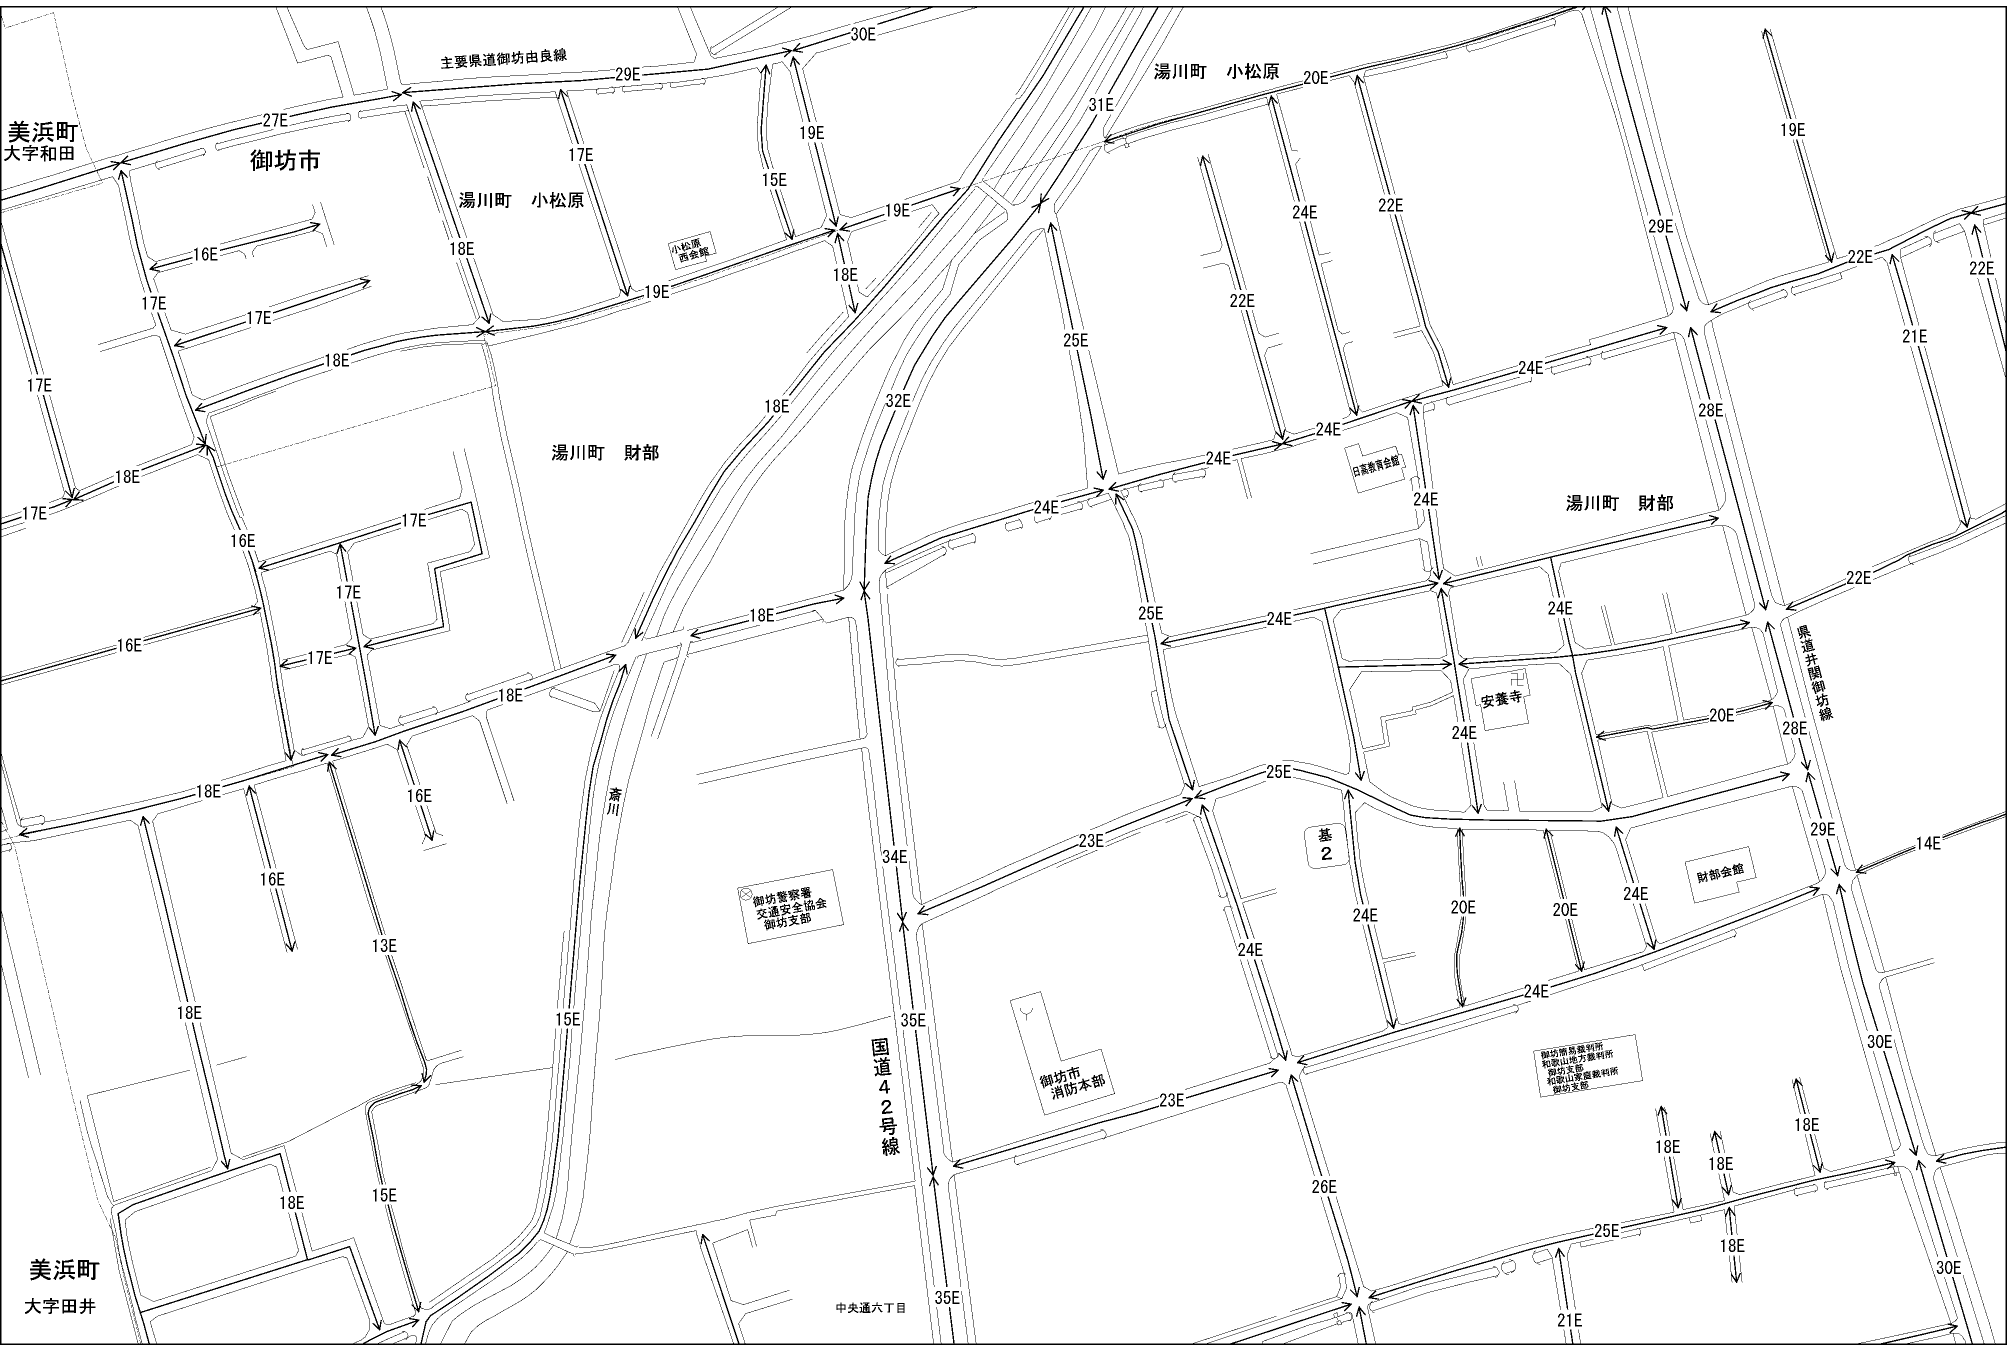 30E
主要県道御坊由良線
29E
湯川町　小松原
20E
31E
27E
19E
19E
美浜町
大字和田
御坊市
17E
15E
湯川町　小松原
22E
24E
19E
29E
18E
小松原
西会館
16E
18E
22E
22E
17E
19E
22E
17E
25E
21E
18E
24E
17E
18E
32E
28E
24E
湯川町　財部
24E
日高教育会館
18E
17E
24E
24E
湯川町　財部
17E
16E
22E
17E
25E
24E
24E
18E
16E
17E
県道井関御坊線
18E
安養寺
20E
24E
28E
25E
18E
16E
斎川
基
2
29E
23E
14E
34E
16E
財部会館
御坊警察署
交通安全協会
御坊支部
24E
20E
20E
24E
13E
24E
24E
18E
15E
35E
国道42号線
30E
御坊簡易裁判所
和歌山地方裁判所
御坊支部
和歌山家庭裁判所
御坊支部
御坊市
消防本部
23E
18E
18E
18E
15E
18E
26E
25E
18E
美浜町
大字田井
30E
35E
中央通六丁目
21E